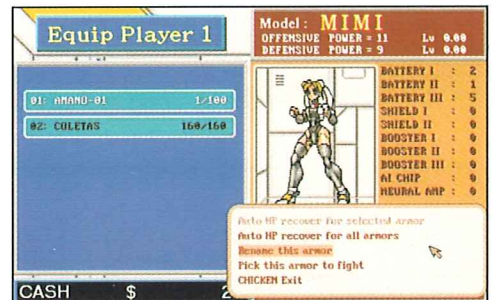 Equip Player 1
Model : MIMI
OFFENSIVE POWER = 11 Lv 0.00
DEFENSIVE POWER = 9 Lv 0.00
01: AMANO-01 1/100
02: COLETAS 160/160
BATTERY I : 2
BATTERY II : 1
BATTERY III : 5
SHIELD I : 0
SHIELD II : 0
BOOSTER I : 0
BOOSTER II : 0
BOOSTER III : 0
AI CHIP : 0
NEURAL AMP : 0
Auto HP recover for selected armor
Auto HP recover for all armors
Rename this armor
Pick this armor to fight
CHICKEN Exit
CASH $ 2